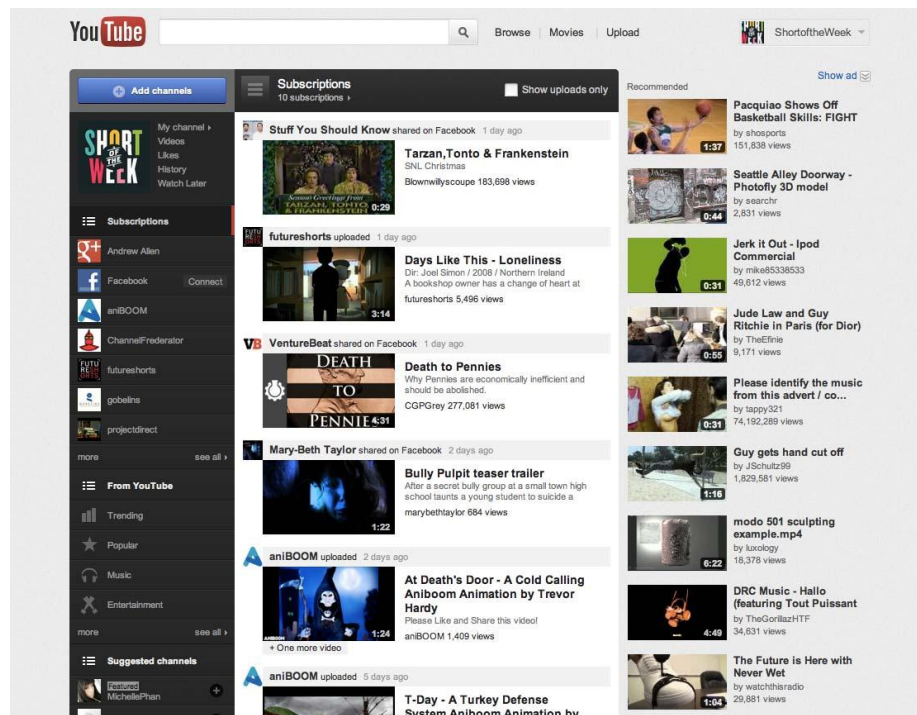 You Tube
Browse
Movies
Upload
ShortoftheWeek
Add channels
SHORT
OF THE
WEEK
My channel ›
Videos
Likes
History
Watch Later
Subscriptions
Andrew Allen
Facebook
Connect
aniBOOM
ChannelFrederator
futureshorts
gobelins
projectdirect
more
see all ›
From YouTube
Trending
Popular
Music
Entertainment
more
see all ›
Suggested channels
Featured
MichellePhan
Subscriptions
10 subscriptions ›
Show uploads only
Stuff You Should Know shared on Facebook 1 day ago
Season's Greetings from
TARZAN, TONTO
& FRANKENSTEIN
0:29
Tarzan,Tonto & Frankenstein
SNL Christmas
Blownwillyscoupe 183,698 views
FUTU
RESH
ORTS
futureshorts uploaded 1 day ago
3:14
Days Like This - Loneliness
Dir: Joel Simon / 2008 / Northern Ireland
A bookshop owner has a change of heart at
futureshorts 5,496 views
VB
VentureBeat shared on Facebook 1 day ago
DEATH
TO
PENNIE
4:31
Death to Pennies
Why Pennies are economically inefficient and
should be abolished.
CGPGrey 277,081 views
Mary-Beth Taylor shared on Facebook 2 days ago
1:22
Bully Pulpit teaser trailer
After a secret bully group at a small town high
school taunts a young student to suicide a
marybethtaylor 684 views
aniBOOM uploaded 2 days ago
ANIBOOM
1:24
At Death's Door - A Cold Calling
Aniboom Animation by Trevor
Hardy
Please Like and Share this video!
aniBOOM 1,409 views
+ One more video
aniBOOM uploaded 5 days ago
T-Day - A Turkey Defense
System Aniboom Animation by
Show ad
Recommended
1:37
Pacquiao Shows Off
Basketball Skills: FIGHT
by shosports
151,838 views
0:44
Seattle Alley Doorway -
Photofly 3D model
by searchr
2,831 views
0:31
Jerk it Out - Ipod
Commercial
by mike85338533
49,612 views
0:55
Jude Law and Guy
Ritchie in Paris (for Dior)
by TheEfinie
9,171 views
0:31
Please identify the music
from this advert / co...
by tappy321
74,192,289 views
1:16
Guy gets hand cut off
by JSchultz99
1,829,581 views
6:22
modo 501 sculpting
example.mp4
by luxology
18,378 views
4:49
DRC Music - Hallo
(featuring Tout Puissant
by TheGorillazHTF
34,631 views
1:04
The Future is Here with
Never Wet
by watchthisradio
29,881 views